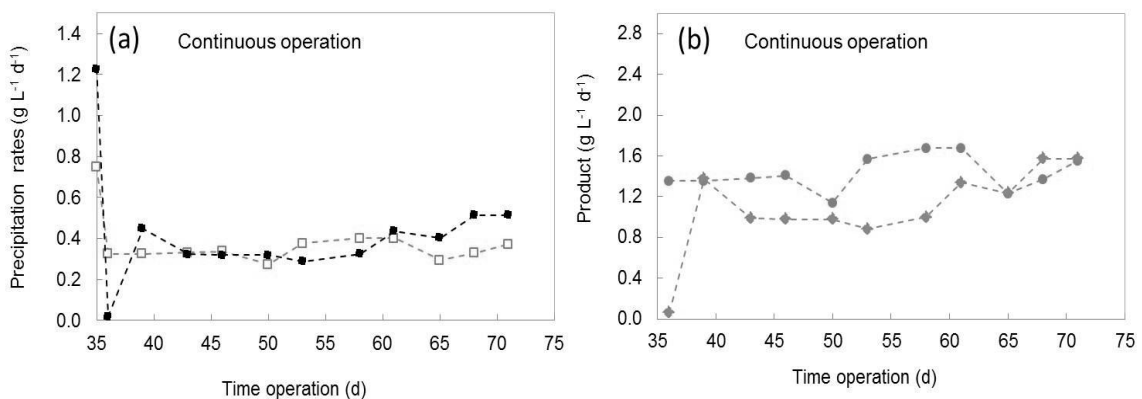 (a) Continuous operation
Precipitation rates (g L-1 d-1)
1.4
1.2
1.0
0.8
0.6
0.4
0.2
0.0
35 40 45 50 55 60 65 70
Time operation (d)
(b) Continuous operation
Product (g L-1 d-1)
2.8
2.4
2.0
1.6
1.2
0.8
0.4
0.0
35 40 45 50 55 60 65 70 75
Time operation (d)